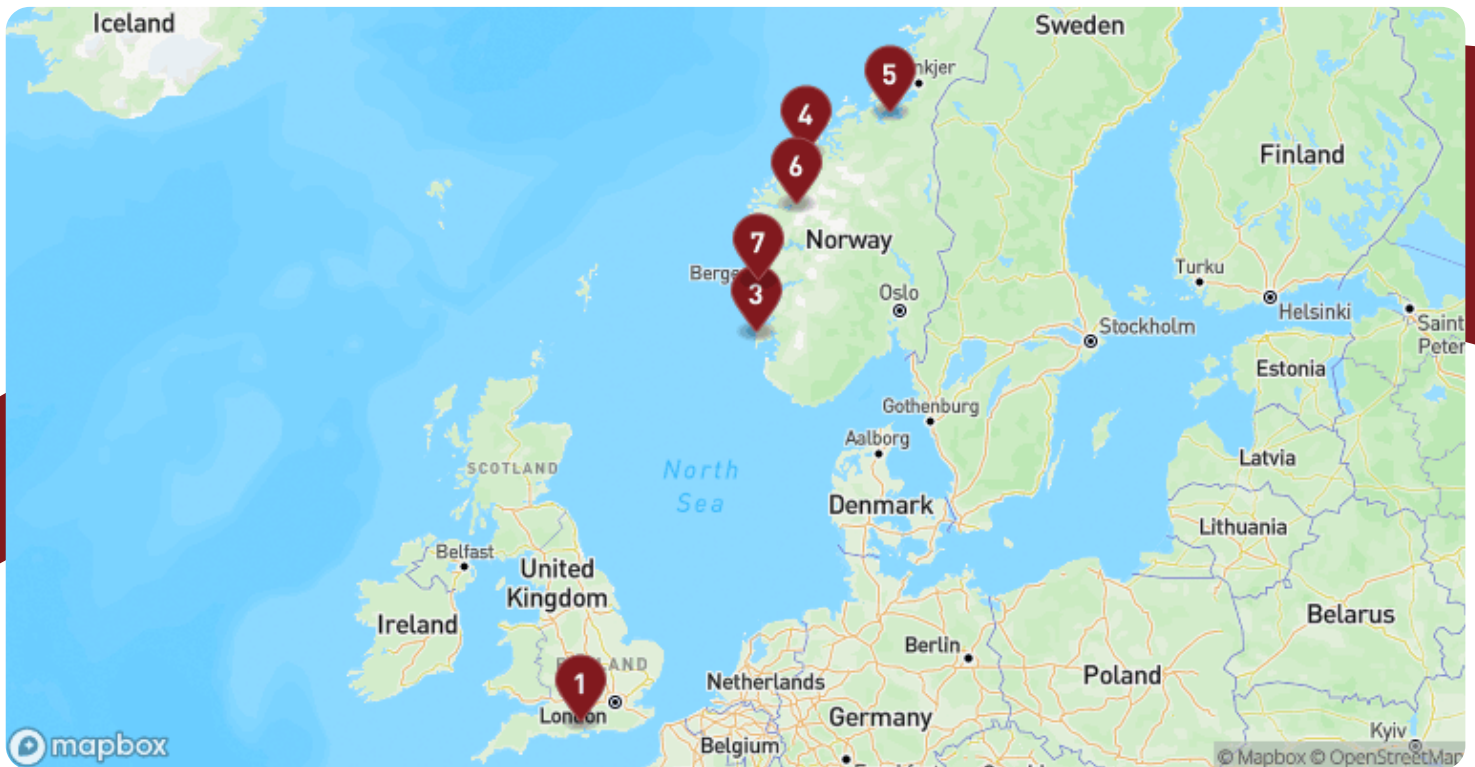 Iceland
Sweden
5
nkjer
4
Finland
6
7
Norway
Berge
3
Turku
Oslo
Helsinki
Stockholm
Saint
Peter
Estonia
Gothenburg
Aalborg
North
Sea
SCOTLAND
Latvia
Denmark
Lithuania
Belfast
United
Kingdom
Ireland
Belarus
Berlin
LAND
1
Netherlands
Poland
London
Germany
Kyiv
mapbox
Belgium
© Mapbox © OpenStreetMap